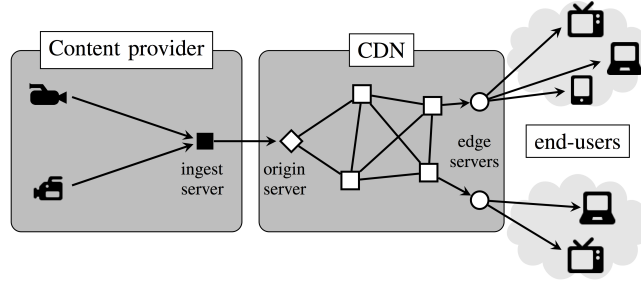 Content provider
CDN
ingest
server
origin
server
edge
servers
end-users